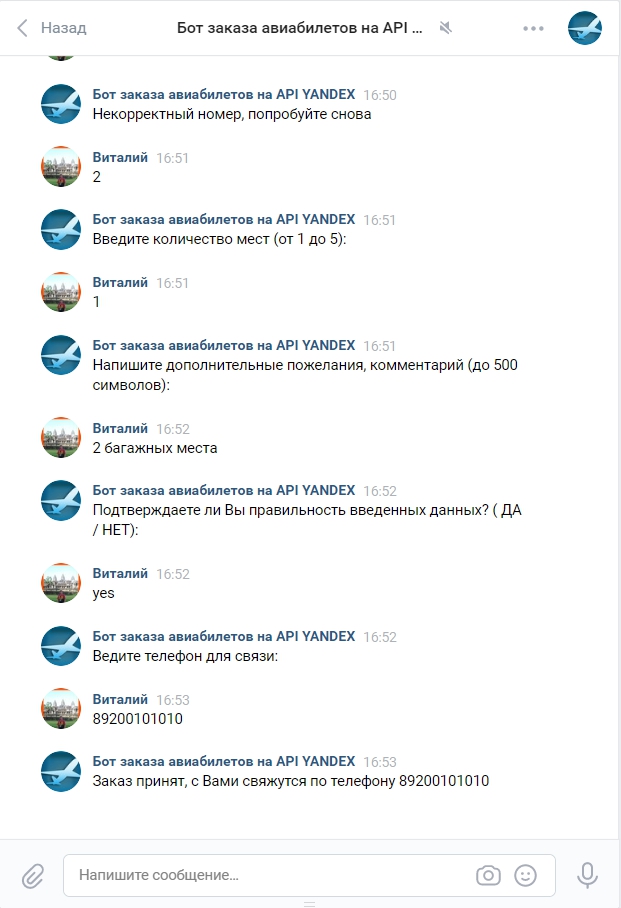 Назад
Бот заказа авиабилетов на API ...
Бот заказа авиабилетов на API YANDEX 16:50
Некорректный номер, попробуйте снова
Виталий 16:51
2
Бот заказа авиабилетов на API YANDEX 16:51
Введите количество мест (от 1 до 5):
Виталий 16:51
1
Бот заказа авиабилетов на API YANDEX 16:51
Напишите дополнительные пожелания, комментарий (до 500
символов):
Виталий 16:52
2 багажных места
Бот заказа авиабилетов на API YANDEX 16:52
Подтверждаете ли Вы правильность введенных данных? ( ДА
/ НЕТ):
Виталий 16:52
yes
Бот заказа авиабилетов на API YANDEX 16:52
Ведите телефон для связи:
Виталий 16:53
89200101010
Бот заказа авиабилетов на API YANDEX 16:53
Заказ принят, с Вами свяжутся по телефону 89200101010
Напишите сообщение...